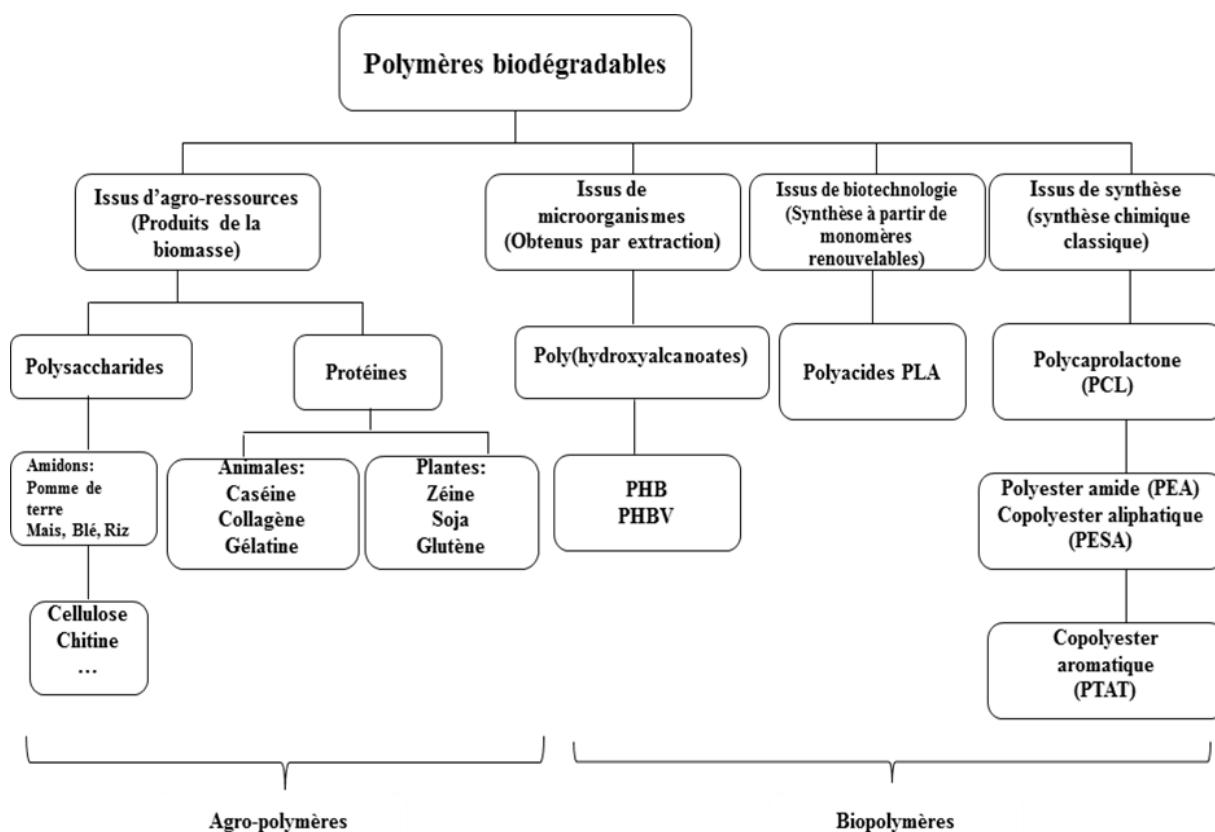 Polymères biodégradables
Issus d’agro-ressources
(Produits de la
biomasse)
Issus de
microorganismes
(Obtenus par extraction)
Issus de biotechnologie
(Synthèse à partir de
monomères
renouvelables)
Issus de synthèse
(synthèse chimique
classique)
Polysaccharides
Protéines
Poly(hydroxyalcanoates)
Polyacides PLA
Polycaprolactone
(PCL)
Amidons:
Pomme de
terre
Mais, Blé, Riz
Animales:
Caséine
Collagène
Gélatine
Plantes:
Zéine
Soja
Glutène
PHB
PHBV
Polyester amide (PEA)
Copolyester aliphatique
(PESA)
Cellulose
Chitine
…
Copolyester
aromatique
(PTAT)
Agro-polymères
Biopolymères